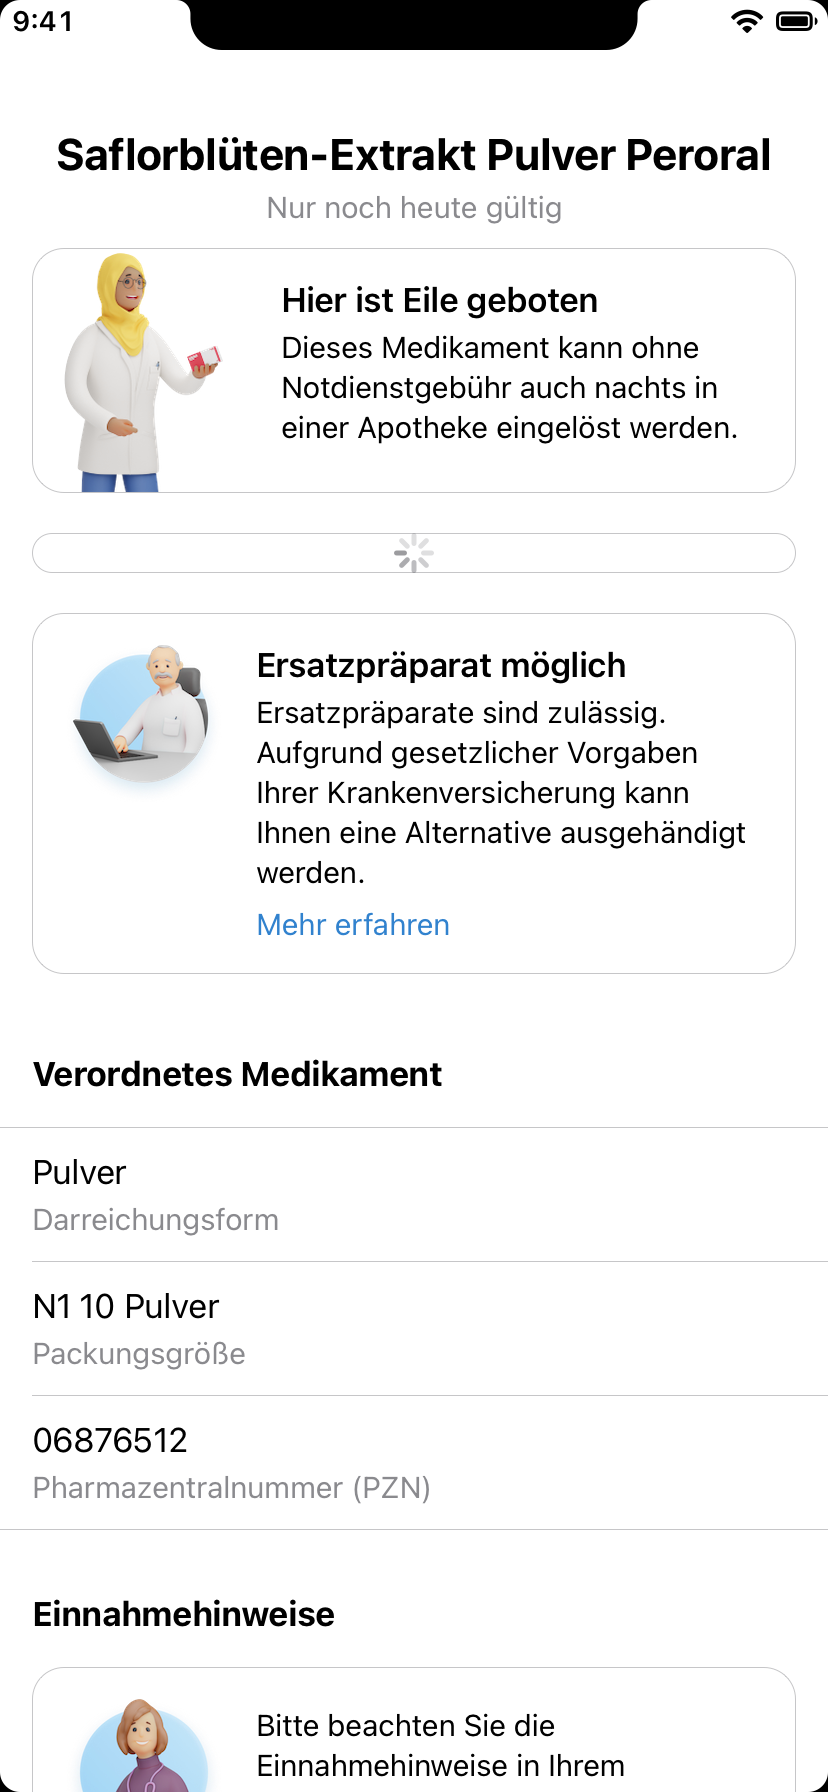 9:41
Saflorblüten-Extrakt Pulver Peroral
Nur noch heute gültig
Hier ist Eile geboten
Dieses Medikament kann ohne
Notdienstgebühr auch nachts in
einer Apotheke eingelöst werden.
Ersatzpräparat möglich
Ersatzpräparate sind zulässig.
Aufgrund gesetzlicher Vorgaben
Ihrer Krankenversicherung kann
Ihnen eine Alternative ausgehändigt
werden.
Mehr erfahren
Verordnetes Medikament
Pulver
Darreichungsform
N1 10 Pulver
Packungsgröße
06876512
Pharmazentralnummer (PZN)
Einnahmehinweise
Bitte beachten Sie die
Einnahmehinweise in Ihrem